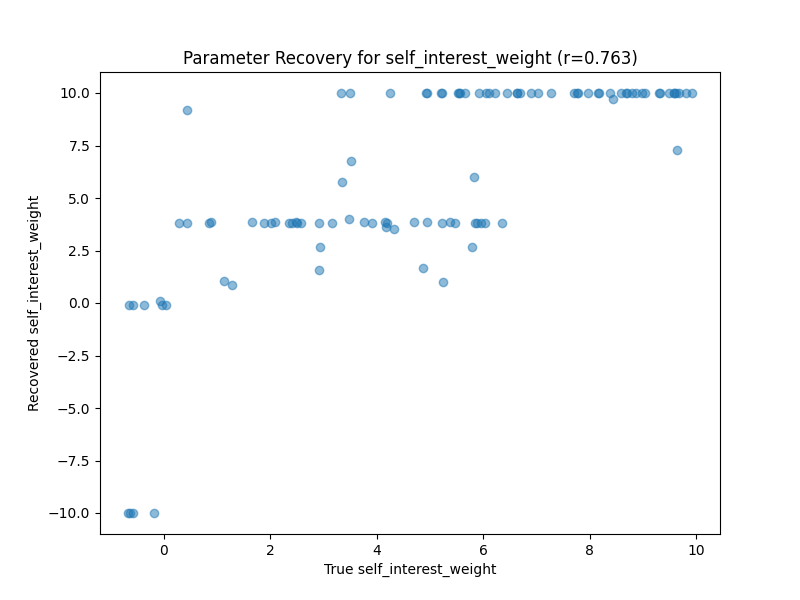 Parameter Recovery for self_interest_weight (r=0.763)
10.0
7.5
5.0
2.5
0.0
−2.5
−5.0
−7.5
−10.0
Recovered self_interest_weight
0 2 4 6 8 10
True self_interest_weight